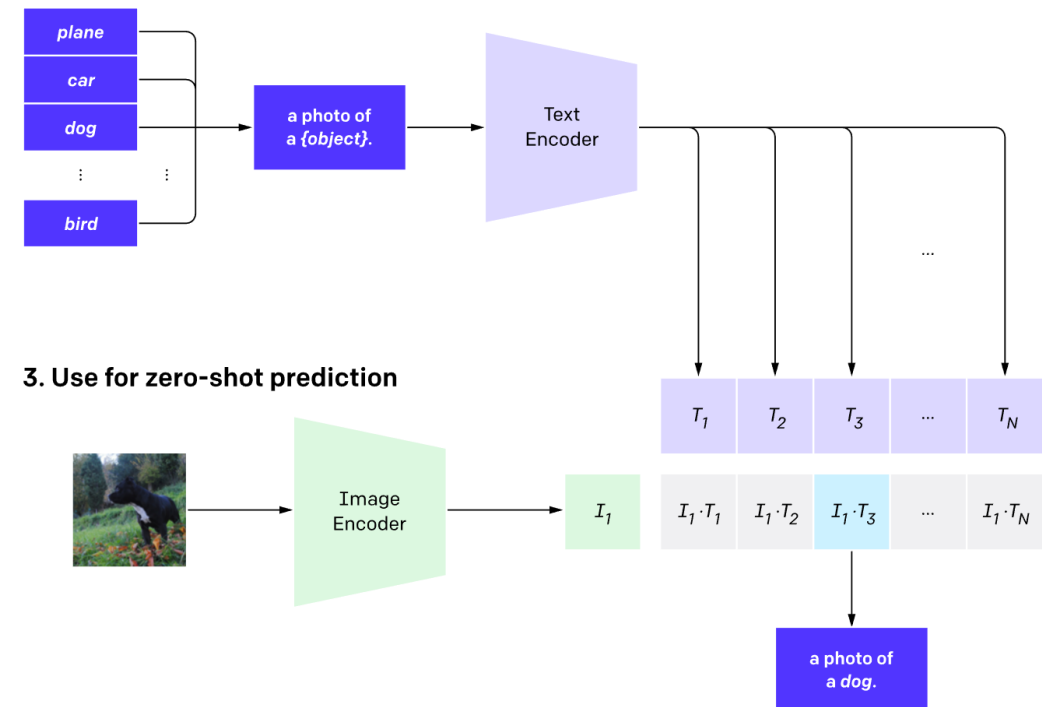 plane
car
dog
⋮ ⋮
bird
a photo of
a {object}.
Text
Encoder
...
3. Use for zero-shot prediction
T1 T2 T3 ... TN
Image
Encoder
I1
I1·T1 I1·T2 I1·T3 ... I1·TN
a photo of
a dog.